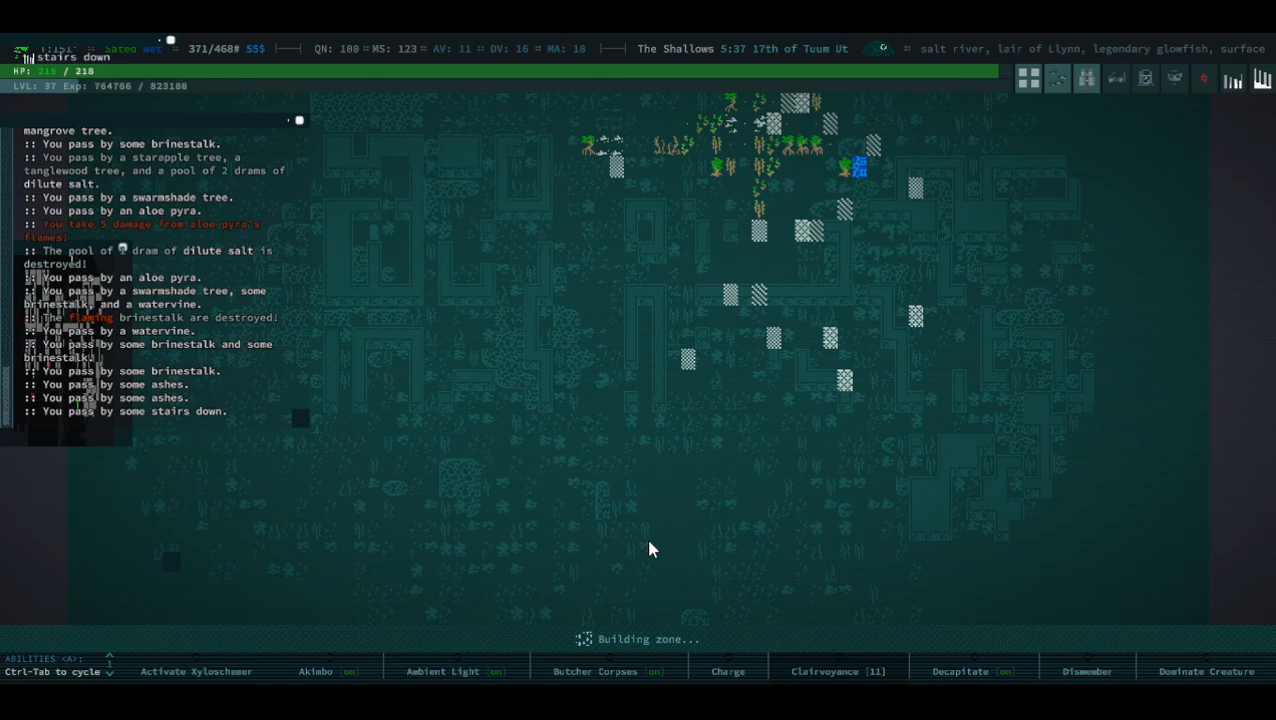 Sated Wet 371/468# 55$ QN: 100 MS: 123 AV: 11 DV: 16 MA: 18 The Shallows 5:37 17th of Tuum Ut salt river, lair of Llynn, legendary glowfish, surface
stairs down
HP: 215 / 218
LVL: 37 Exp: 764766 / 823180
mangrove tree.
:: You pass by some brinestalk.
:: You pass by a starapple tree, a
tanglewood tree, and a pool of 2 drams of
dilute salt.
:: You pass by a swarmshade tree.
:: You pass by an aloe pyra.
:: You take 5 damage from aloe pyra's
flames!
:: The pool of 1 dram of dilute salt is
destroyed!
:: You pass by an aloe pyra.
:: You pass by a swarmshade tree, some
brinestalk, and a watervine.
:: The flaming brinestalk are destroyed!
:: You pass by a watervine.
:: You pass by some brinestalk and some
brinestalk.
:: You pass by some brinestalk.
:: You pass by some ashes.
:: You pass by some ashes.
:: You pass by some stairs down.
Building zone...
ABILITIES <A>: 1
Ctrl-Tab to cycle Activate Xyloschemer Akimbo [on] Ambient Light [on] Butcher Corpses [on] Charge Clairvoyance [11] Decapitate [on] Dismember Dominate Creature